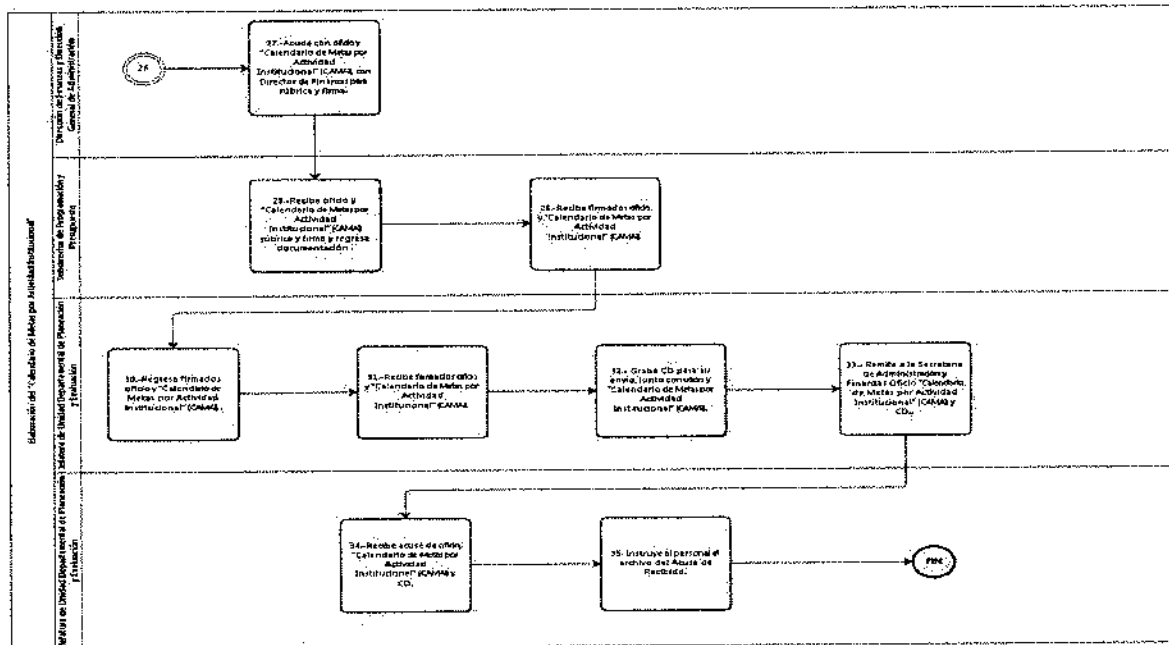 Elaboración del "Calendario de Metas por Actividad Institucional"
Dirección de Finanzas y Dirección
General de Administración
26
27.-Acude con oficio y
"Calendario de Metas por
Actividad
Institucional" (CAMAI), con
Director de Finanzas para
rúbrica y firma.
Subdirección de Programación y
Presupuesto
28.-Recibe oficio y
"Calendario de Metas por
Actividad
Institucional" (CAMAI)
rúbrica y firma y regresa
documentación
Recibe firmados oficio
y "Calendario de Metas por
Actividad
Institucional" (CAMAI)
Jefatura de Unidad Departamental de Planeación
y Evaluación
30.-Regresa firmados
oficio y "Calendario de
Metas por Actividad
Institucional" (CAMAI).
31.-Recibe firmados oficio
y "Calendario de Metas por
Actividad
Institucional" (CAMAI).
32.- Graba CD para su
envío, junto con oficio y
"Calendario de Metas por
Actividad
Institucional" (CAMAI).
33.- Remite a la Secretaría
de Administración y
Finanzas Oficio "Calendario
de Metas por Actividad
Institucional" (CAMAI) y
CD.
Jefatura de Unidad Departamental de Planeación
y Evaluación
34.-Recibe acuse de oficio,
"Calendario de Metas por
Actividad
Institucional" (CAMAI) y
CD.
35- Instruye al personal el
archivo del Acuse de
Recibido.
FIN